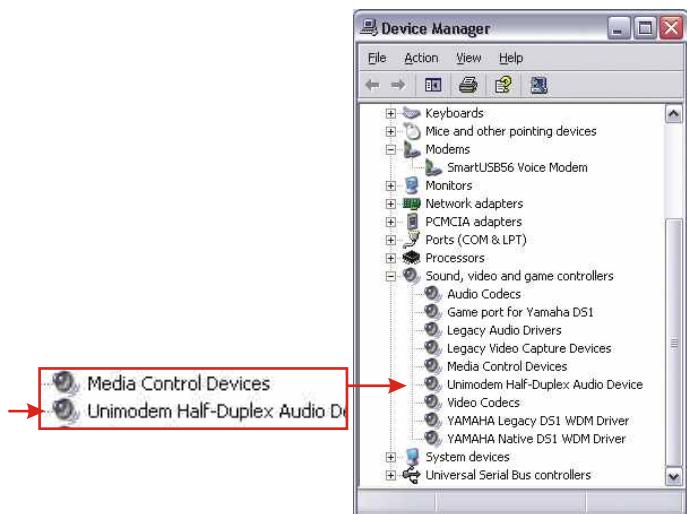 Device Manager
File Action View Help
Keyboards
Mice and other pointing devices
Modems
SmartUSB56 Voice Modem
Monitors
Network adapters
PCMCIA adapters
Ports (COM & LPT)
Processors
Sound, video and game controllers
Audio Codecs
Game port for Yamaha DS1
Legacy Audio Drivers
Legacy Video Capture Devices
Media Control Devices
Unimodem Half-Duplex Audio Device
Video Codecs
YAMAHA Legacy DS1 WDM Driver
YAMAHA Native DS1 WDM Driver
System devices
Universal Serial Bus controllers
Media Control Devices
Unimodem Half-Duplex Audio De